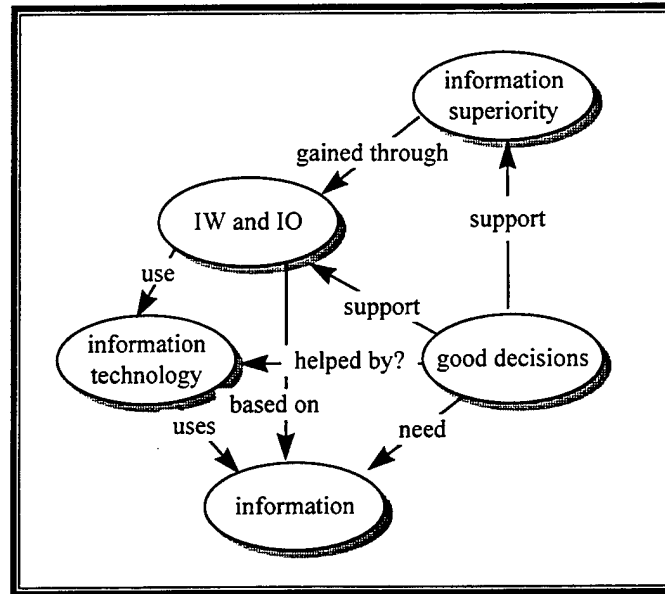 information
superiority
gained through
IW and IO
support
use
support
information
technology
helped by?
good decisions
based on
uses
need
information